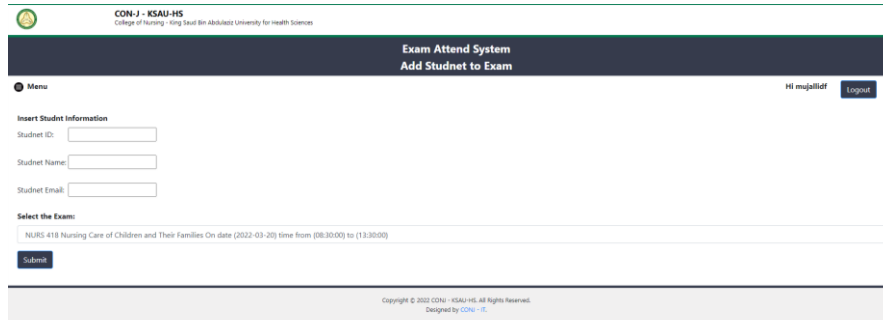 CON-J - KSAU-HS
College of Nursing - King Saud Bin Abdulaziz University for Health Sciences
Exam Attend System
Add Studnet to Exam
Menu
Hi mujallidf
Logout
Insert Studnt Information
Studnet ID:
Studnet Name:
Studnet Email:
Select the Exam:
NURS 418 Nursing Care of Children and Their Families On date (2022-03-20) time from (08:30:00) to (13:30:00)
Submit
Copyright © 2022 CONJ - KSAU-HS. All Rights Reserved.
Designed by CONJ - IT.